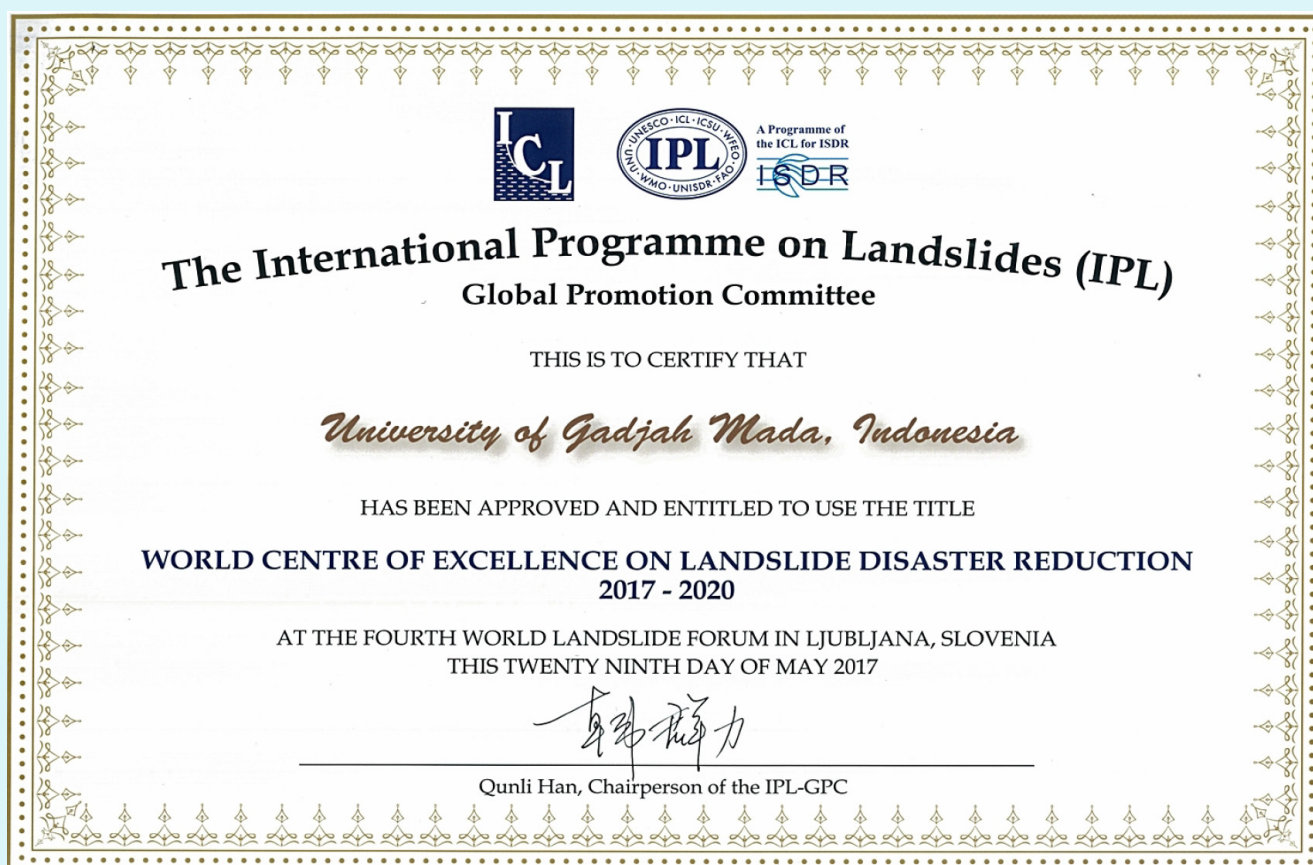 ICL
UNESCO · ICL · ICSU · WFEO · FAO · UNISDR · WMO · UNU ·
IPL
A Programme of
the ICL for ISDR
ISDR
The International Programme on Landslides (IPL)
Global Promotion Committee
THIS IS TO CERTIFY THAT
University of Gadjah Mada, Indonesia
HAS BEEN APPROVED AND ENTITLED TO USE THE TITLE
WORLD CENTRE OF EXCELLENCE ON LANDSLIDE DISASTER REDUCTION
2017 - 2020
AT THE FOURTH WORLD LANDSLIDE FORUM IN LJUBLJANA, SLOVENIA
THIS TWENTY NINTH DAY OF MAY 2017
韩群力
Qunli Han, Chairperson of the IPL-GPC